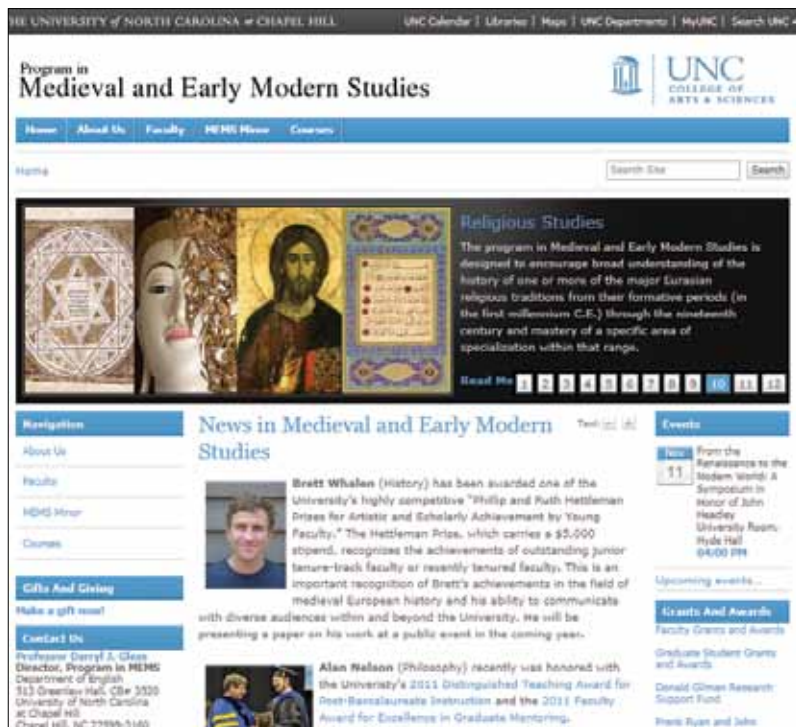 THE UNIVERSITY of NORTH CAROLINA at CHAPEL HILL
UNC Calendar | Libraries | Maps | UNC Departments | MyUNC | Search UNC
Program in
Medieval and Early Modern Studies
UNC
COLLEGE OF
ARTS & SCIENCES
Home About Us Faculty MEMS Minor Courses
Home
Search Site Search
Religious Studies
The program in Medieval and Early Modern Studies is
designed to encourage broad understanding of the
history of one or more of the major Eurasian
religious traditions from their formative periods (in
the first millennium C.E.) through the nineteenth
century and mastery of a specific area of
specialization within that range.
Read Mo 1 2 3 4 5 6 7 8 9 10 11 12
Navigation
About Us
Faculty
MEMS Minor
Courses
Gifts And Giving
Make a gift now!
Contact Us
Professor Darryl J. Gless
Director, Program in MEMS
Department of English
513 Greenlaw Hall, CB# 3520
University of North Carolina
at Chapel Hill
Chapel Hill, NC 27599-3160
News in Medieval and Early Modern
Studies
Text
Brett Whalen (History) has been awarded one of the
University's highly competitive "Phillip and Ruth Hettleman
Prizes for Artistic and Scholarly Achievement by Young
Faculty." The Hettleman Prize, which carries a $5,000
stipend, recognizes the achievements of outstanding junior
tenure-track faculty or recently tenured faculty. This is an
important recognition of Brett's achievements in the field of
medieval European history and his ability to communicate
with diverse audiences within and beyond the University. He will be
presenting a paper on his work at a public event in the coming year.
Alan Nelson (Philosophy) recently was honored with
the Univeristy's 2011 Distinguished Teaching Award for
Post-Baccalaureate Instruction and the 2011 Faculty
Award for Excellence in Graduate Mentoring.
Events
Nov
11
From the
Renaissance to the
Modern World: A
Symposium in
Honor of John
Headley
University Room,
Hyde Hall
04:00 PM
Upcoming events...
Grants And Awards
Faculty Grants and Awards
Graduate Student Grants
and Awards
Donald Gilman Research
Support Fund
Frank Ryan and John